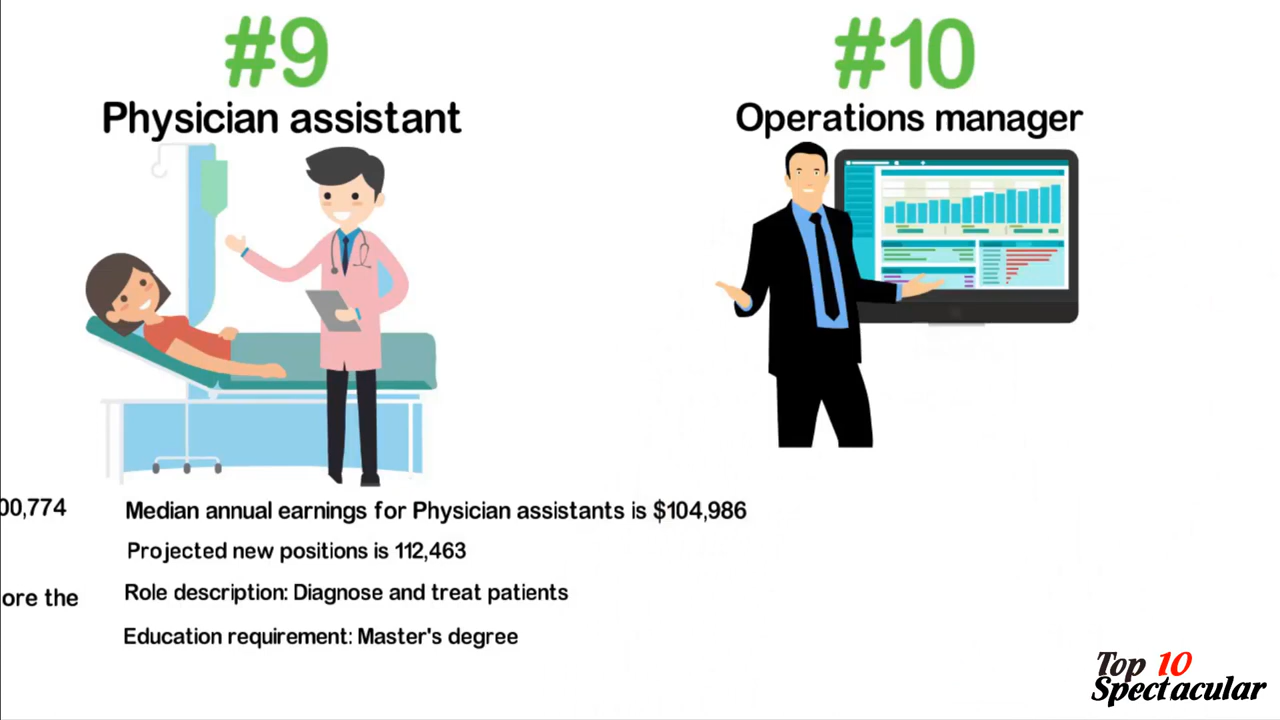 #9
Physician assistant
#10
Operations manager
00,774
ore the
Median annual earnings for Physician assistants is $104,986
Projected new positions is 112,463
Role description: Diagnose and treat patients
Education requirement: Master's degree
Top 10
Spectacular